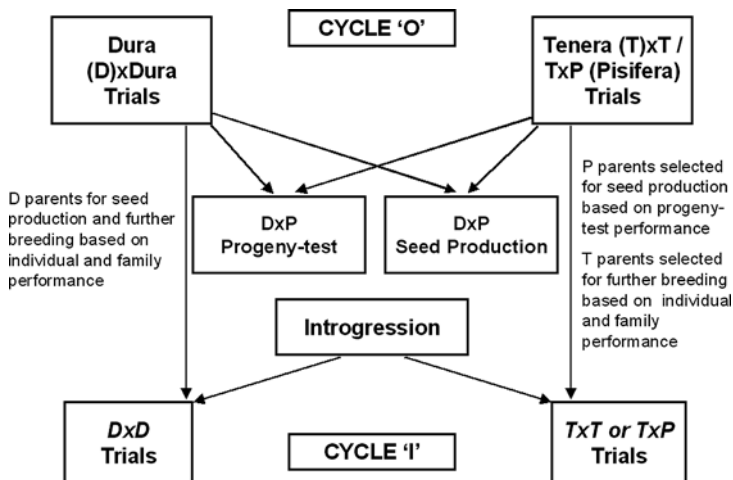 CYCLE 'O'
Dura
(D)xDura
Trials
Tenera (T)xT /
TxP (Pisifera)
Trials
D parents for seed
production and further
breeding based on
individual and family
performance
P parents selected
for seed production
based on progeny-
test performance
T parents selected
for further breeding
based on individual
and family
performance
DxP
Progeny-test
DxP
Seed Production
Introgression
DxD
Trials
CYCLE 'I'
TxT or TxP
Trials